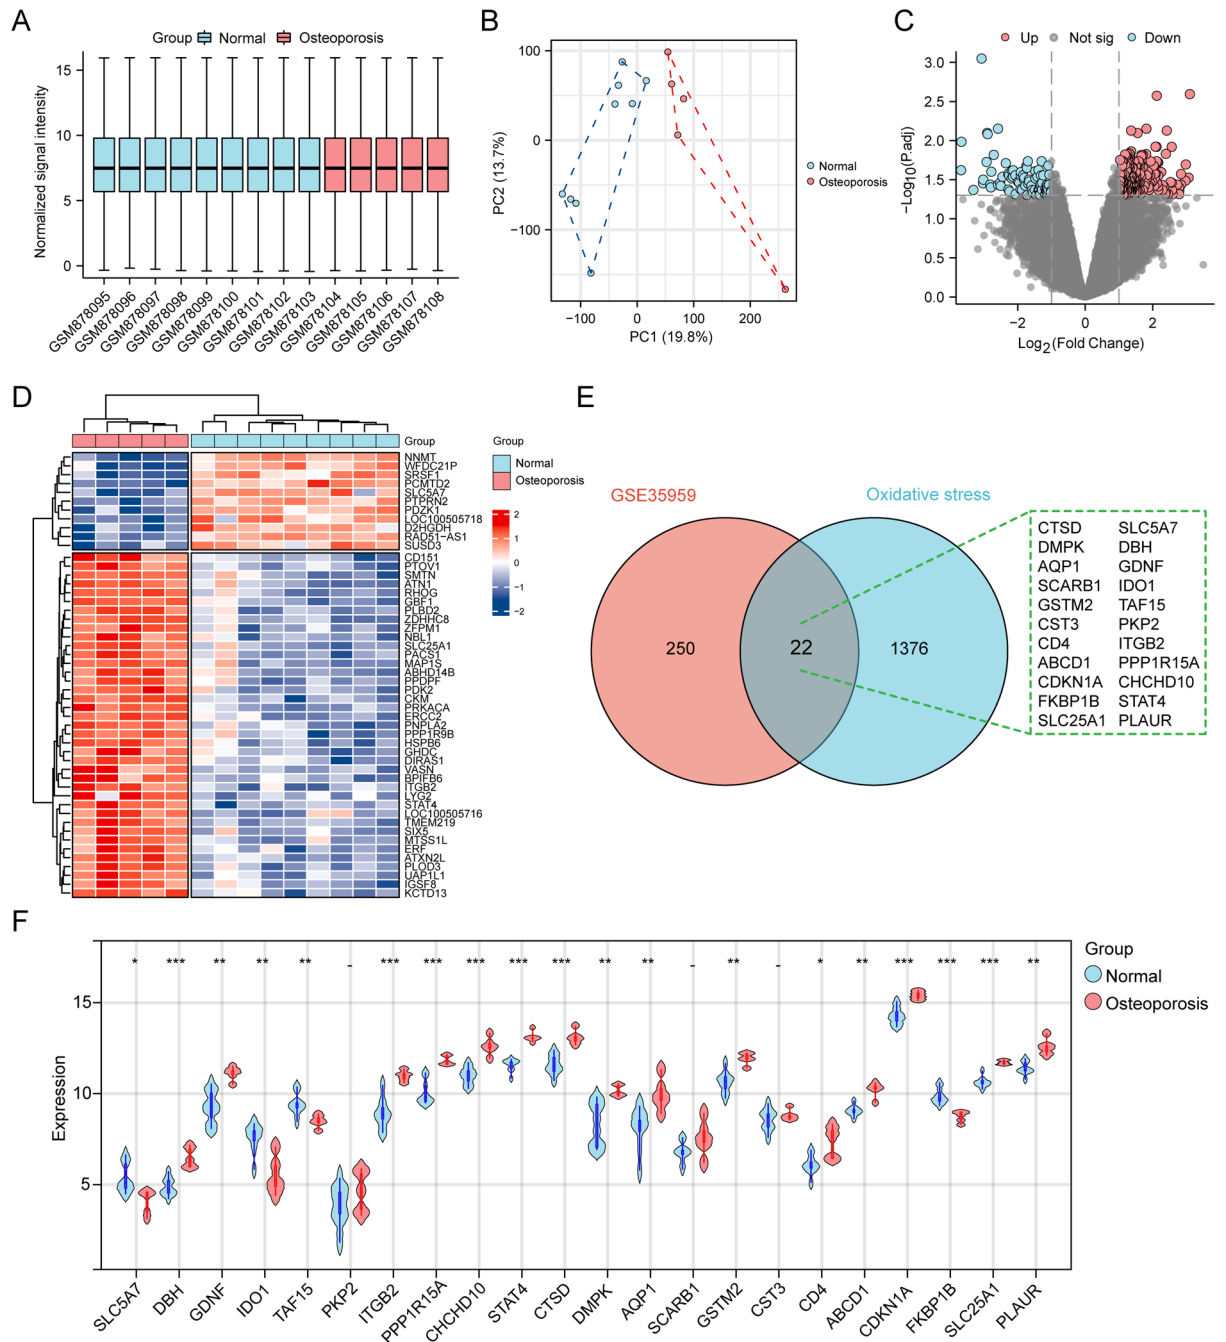 A
Group Normal Osteoporosis
Normalized signal intensity
15
10
5
0
GSM878095
GSM878096
GSM878097
GSM878098
GSM878099
GSM878100
GSM878101
GSM878102
GSM878103
GSM878104
GSM878105
GSM878106
GSM878107
GSM878108
B
PC2 (13.7%)
100
0
−100
−100 0 100 200
PC1 (19.8%)
Normal
Osteoporosis
C
Up Not sig Down
−Log10(P.adj)
3.0
2.5
2.0
1.5
1.0
0.5
0.0
−2 0 2
Log2(Fold Change)
D
Group
NNMT
WFDC21P
SRSF1
PCMTD2
SLC5A7
PTPRN2
PDZK1
LOC100505718
D2HGDH
RAD51−AS1
SUSD3
CD151
PTOV1
SMTN
ATN1
RHOG
GBF1
PLBD2
ZDHHC8
ZFPM1
NBL1
SLC25A1
PACS1
MAP1S
ABHD14B
PPDPF
PDK2
CKM
PRKACA
ERCC2
PNPLA2
PPP1R9B
HSPB6
GHDC
DIRAS1
VASN
BPIFB6
ITGB2
LYG2
STAT4
LOC100505716
TMEM219
SIX5
MTSS1L
ERF
ATXN2L
PLOD3
UAP1L1
IGSF8
KCTD13
Group
Normal
Osteoporosis
2
1
0
−1
−2
E
GSE35959
Oxidative stress
250
22
1376
CTSD SLC5A7
DMPK DBH
AQP1 GDNF
SCARB1 IDO1
GSTM2 TAF15
CST3 PKP2
CD4 ITGB2
ABCD1 PPP1R15A
CDKN1A CHCHD10
FKBP1B STAT4
SLC25A1 PLAUR
F
* *** ** ** ** - *** *** *** *** *** ** ** - ** - * ** *** *** *** **
Expression
15
10
5
SLC5A7
DBH
GDNF
IDO1
TAF15
PKP2
ITGB2
PPP1R15A
CHCHD10
STAT4
CTSD
DMPK
AQP1
SCARB1
GSTM2
CST3
CD4
ABCD1
CDKN1A
FKBP1B
SLC25A1
PLAUR
Group
Normal
Osteoporosis